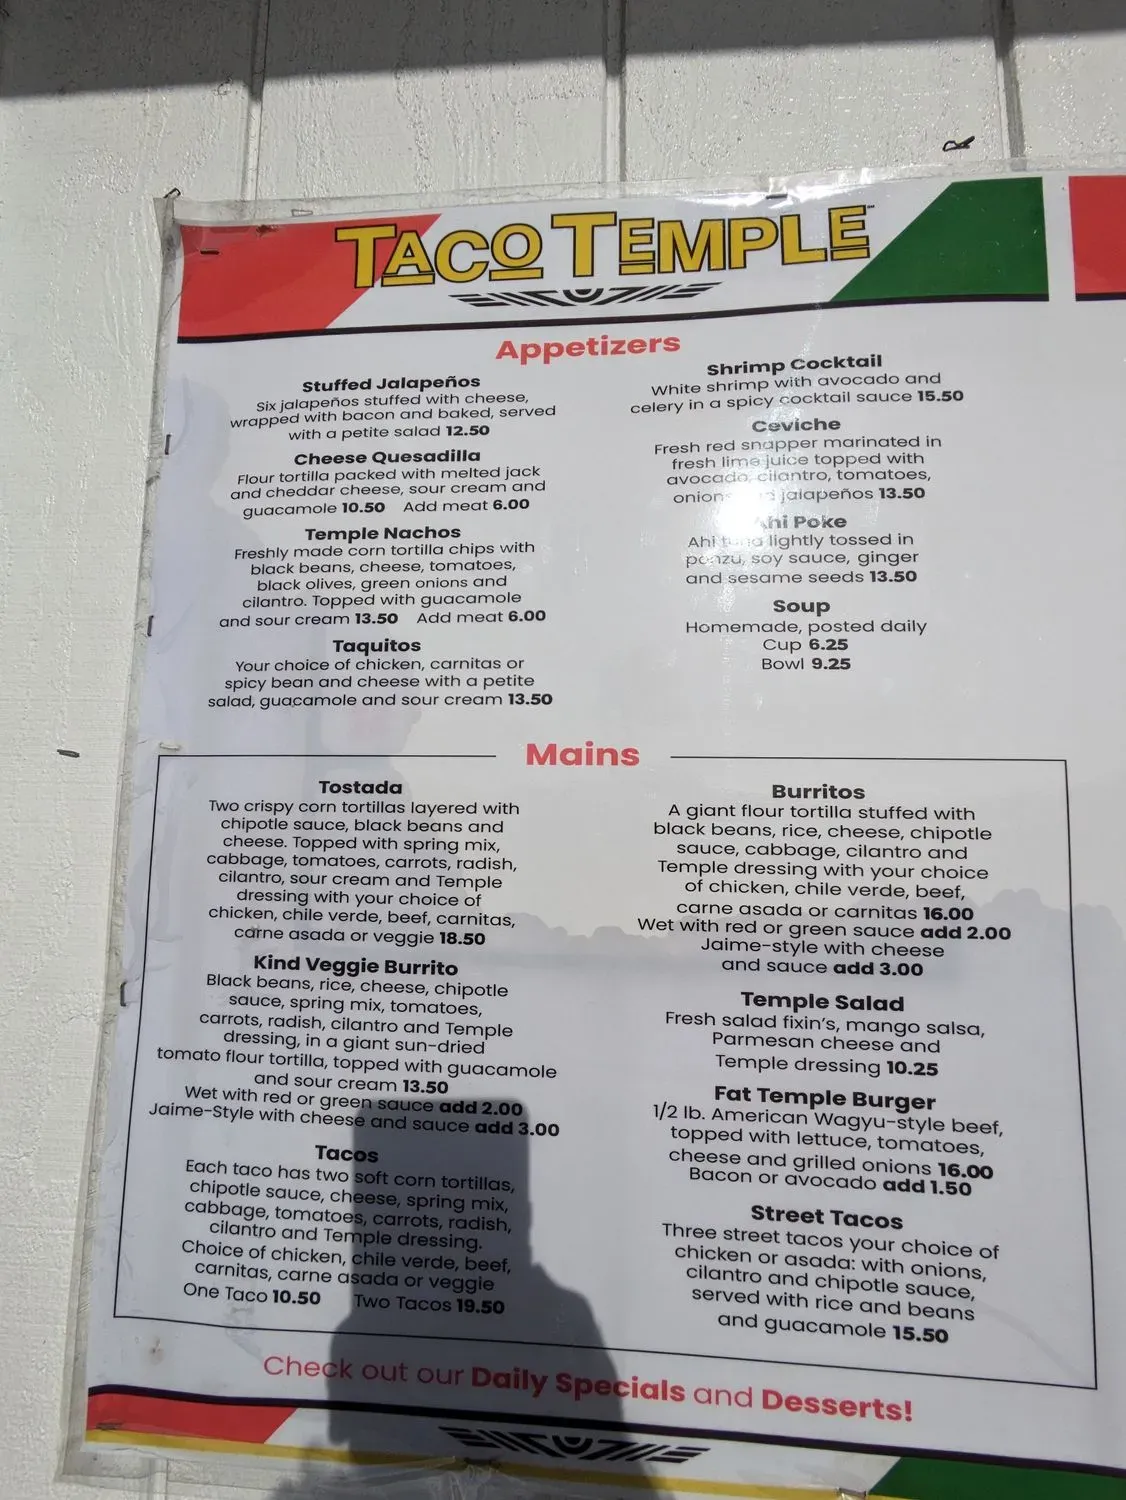 TACO TEMPLE
Appetizers
Stuffed Jalapeños
Six jalapeños stuffed with cheese,
wrapped with bacon and baked, served
with a petite salad 12.50
Cheese Quesadilla
Flour tortilla packed with melted jack
and cheddar cheese, sour cream and
guacamole 10.50 Add meat 6.00
Temple Nachos
Freshly made corn tortilla chips with
black beans, cheese, tomatoes,
black olives, green onions and
cilantro. Topped with guacamole
and sour cream 13.50 Add meat 6.00
Taquitos
Your choice of chicken, carnitas or
spicy bean and cheese with a petite
salad, guacamole and sour cream 13.50
Shrimp Cocktail
White shrimp with avocado and
celery in a spicy cocktail sauce 15.50
Ceviche
Fresh red snapper marinated in
fresh lime juice topped with
avocado, cilantro, tomatoes,
onions jalapeños 13.50
Ahi Poke
Ahi tuna lightly tossed in
ponzu, soy sauce, ginger
and sesame seeds 13.50
Soup
Homemade, posted daily
Cup 6.25
Bowl 9.25
Mains
Tostada
Two crispy corn tortillas layered with
chipotle sauce, black beans and
cheese. Topped with spring mix,
cabbage, tomatoes, carrots, radish,
cilantro, sour cream and Temple
dressing with your choice of
chicken, chile verde, beef, carnitas,
carne asada or veggie 18.50
Kind Veggie Burrito
Black beans, rice, cheese, chipotle
sauce, spring mix, tomatoes,
carrots, radish, cilantro and Temple
dressing, in a giant sun-dried
tomato flour tortilla, topped with guacamole
and sour cream 13.50
Wet with red or green sauce add 2.00
Jaime-Style with cheese and sauce add 3.00
Tacos
Each taco has two soft corn tortillas,
chipotle sauce, cheese, spring mix,
cabbage, tomatoes, carrots, radish,
cilantro and Temple dressing.
Choice of chicken, chile verde, beef,
carnitas, carne asada or veggie
One Taco 10.50 Two Tacos 19.50
Burritos
A giant flour tortilla stuffed with
black beans, rice, cheese, chipotle
sauce, cabbage, cilantro and
Temple dressing with your choice
of chicken, chile verde, beef,
carne asada or carnitas 16.00
Wet with red or green sauce add 2.00
Jaime-style with cheese
and sauce add 3.00
Temple Salad
Fresh salad fixin's, mango salsa,
Parmesan cheese and
Temple dressing 10.25
Fat Temple Burger
1/2 lb. American Wagyu-style beef,
topped with lettuce, tomatoes,
cheese and grilled onions 16.00
Bacon or avocado add 1.50
Street Tacos
Three street tacos your choice of
chicken or asada: with onions,
cilantro and chipotle sauce,
served with rice and beans
and guacamole 15.50
Check out our Daily Specials and Desserts!